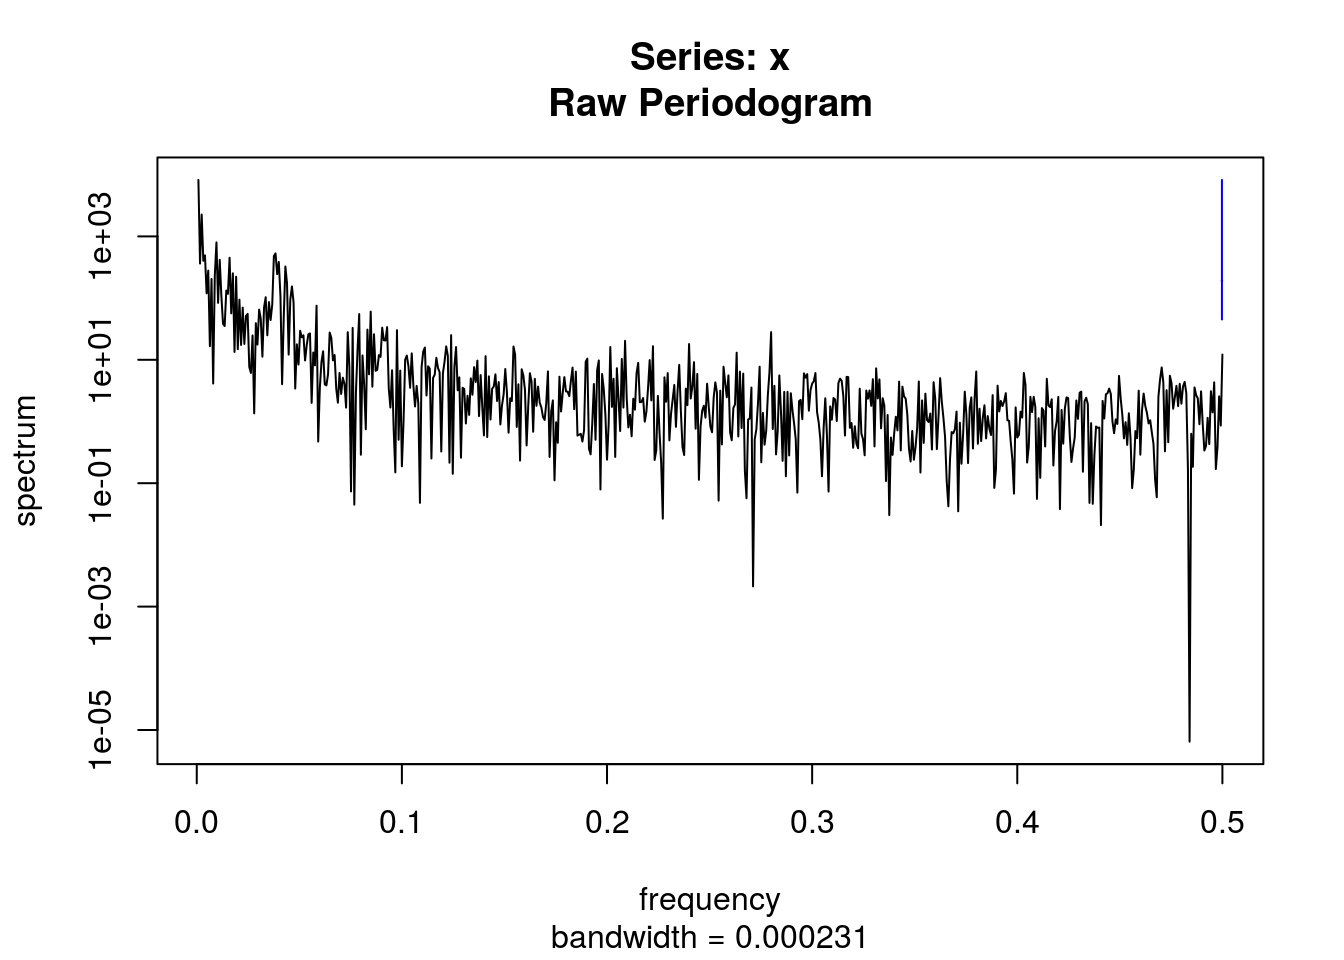 Series: x
Raw Periodogram
spectrum
1e+03
1e+01
1e-01
1e-03
1e-05
0.0 0.1 0.2 0.3 0.4 0.5
frequency
bandwidth = 0.000231